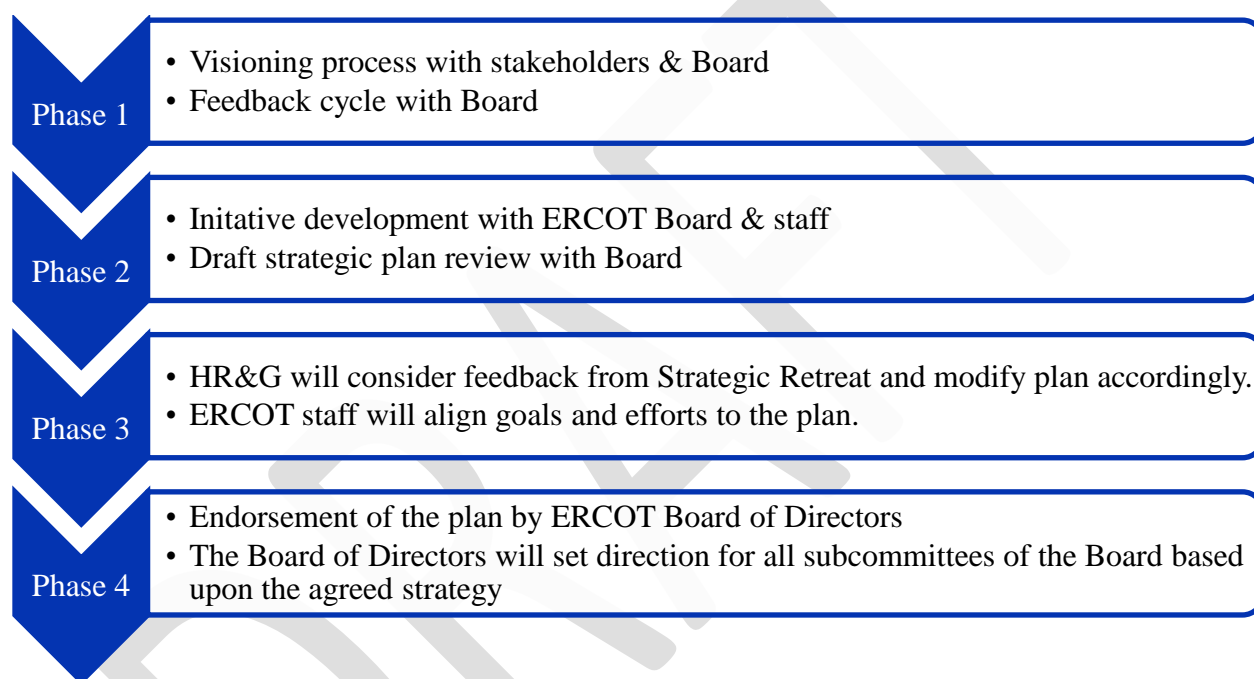 Phase 1
• Visioning process with stakeholders & Board
• Feedback cycle with Board
Phase 2
• Initative development with ERCOT Board & staff
• Draft strategic plan review with Board
Phase 3
• HR&G will consider feedback from Strategic Retreat and modify plan accordingly.
• ERCOT staff will align goals and efforts to the plan.
Phase 4
• Endorsement of the plan by ERCOT Board of Directors
• The Board of Directors will set direction for all subcommittees of the Board based
upon the agreed strategy
DRAFT